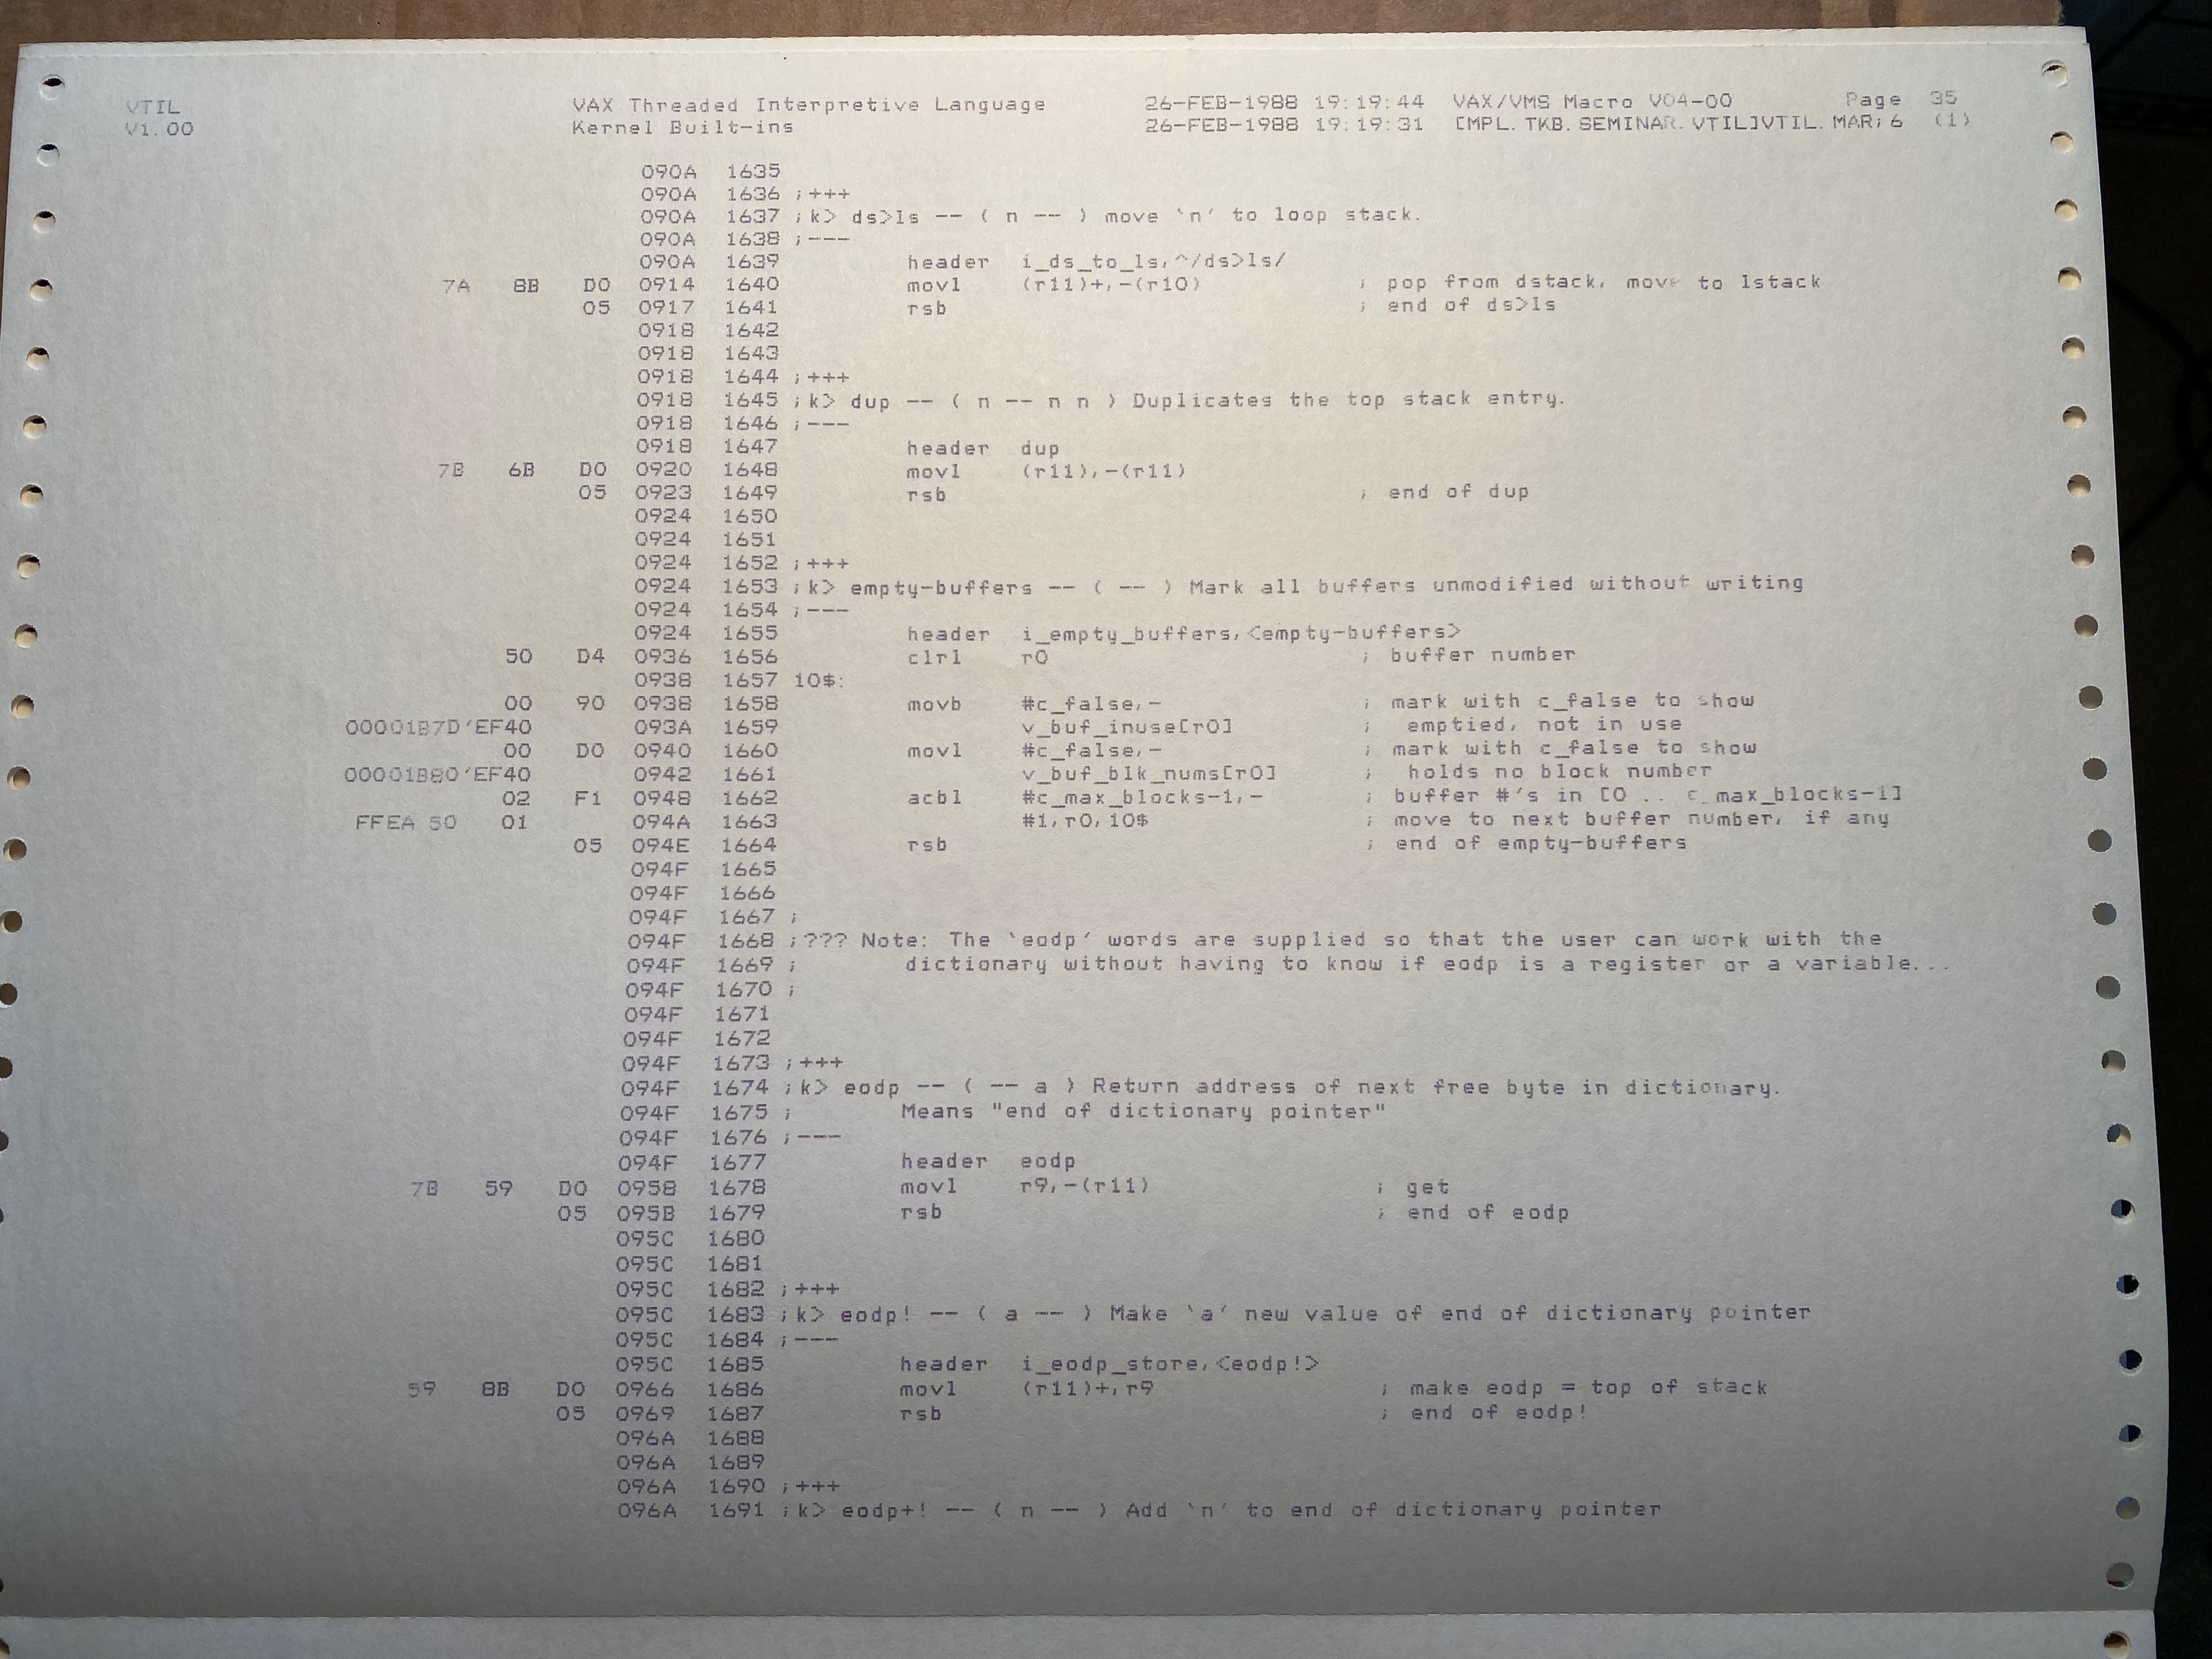 VTIL VAX Threaded Interpretive Language 26-FEB-1988 19:19:44 VAX/VMS Macro V04-00 Page 35
V1.00 Kernel Built-ins 26-FEB-1988 19:19:31 [MPL.TKB.SEMINAR.VTIL]VTIL.MAR;6 (1)
090A 1635
090A 1636 ;+++
090A 1637 ;k> ds>ls -- ( n -- ) move `n' to loop stack.
090A 1638 ;---
090A 1639 header i_ds_to_ls,^/ds>ls/
7A 8B D0 0914 1640 movl (r11)+,-(r10) ; pop from dstack, move to lstack
05 0917 1641 rsb ; end of ds>ls
0918 1642
0918 1643
0918 1644 ;+++
0918 1645 ;k> dup -- ( n -- n n ) Duplicates the top stack entry.
0918 1646 ;---
0918 1647 header dup
7B 6B D0 0920 1648 movl (r11),-(r11)
05 0923 1649 rsb ; end of dup
0924 1650
0924 1651
0924 1652 ;+++
0924 1653 ;k> empty-buffers -- ( -- ) Mark all buffers unmodified without writing
0924 1654 ;---
0924 1655 header i_empty_buffers,<empty-buffers>
50 D4 0936 1656 clrl r0 ; buffer number
0938 1657 10$:
00 90 0938 1658 movb #c_false,- ; mark with c_false to show
00001B7D'EF40 093A 1659 v_buf_inuse[r0] ; emptied, not in use
00 D0 0940 1660 movl #c_false,- ; mark with c_false to show
00001B80'EF40 0942 1661 v_buf_blk_nums[r0] ; holds no block number
02 F1 0948 1662 acbl #c_max_blocks-1,- ; buffer #'s in [0 .. c_max_blocks-1]
FFEA 50 01 094A 1663 #1,r0,10$ ; move to next buffer number, if any
05 094E 1664 rsb ; end of empty-buffers
094F 1665
094F 1666
094F 1667 ;
094F 1668 ;??? Note: The `eodp' words are supplied so that the user can work with the
094F 1669 ; dictionary without having to know if eodp is a register or a variable...
094F 1670 ;
094F 1671
094F 1672
094F 1673 ;+++
094F 1674 ;k> eodp -- ( -- a ) Return address of next free byte in dictionary.
094F 1675 ; Means "end of dictionary pointer"
094F 1676 ;---
094F 1677 header eodp
7B 59 D0 0958 1678 movl r9,-(r11) ; get
05 095B 1679 rsb ; end of eodp
095C 1680
095C 1681
095C 1682 ;+++
095C 1683 ;k> eodp! -- ( a -- ) Make `a' new value of end of dictionary pointer
095C 1684 ;---
095C 1685 header i_eodp_store,<eodp!>
59 8B D0 0966 1686 movl (r11)+,r9 ; make eodp = top of stack
05 0969 1687 rsb ; end of eodp!
096A 1688
096A 1689
096A 1690 ;+++
096A 1691 ;k> eodp+! -- ( n -- ) Add `n' to end of dictionary pointer